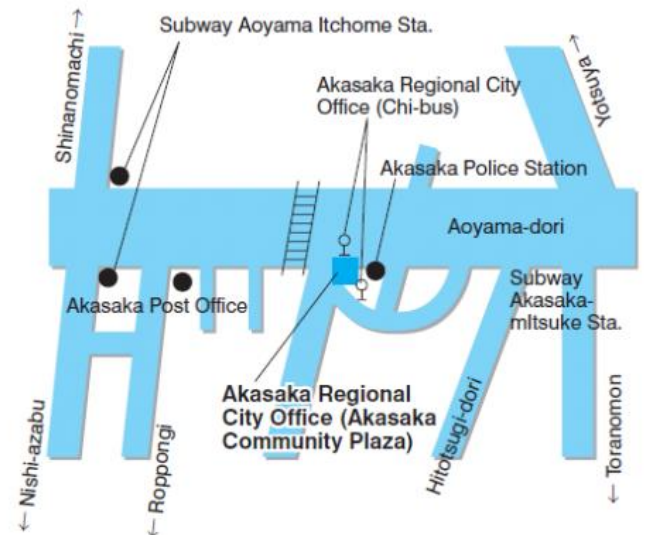 Subway Aoyama Itchome Sta.
Shinanomachi →
Akasaka Regional City
Office (Chi-bus)
← Yotsuya
Akasaka Police Station
Aoyama-dori
Subway
Akasaka-
mItsuke Sta.
Akasaka Post Office
Akasaka Regional
City Office (Akasaka
Community Plaza)
Hitotsugi-dori
← Nishi-azabu
← Roppongi
← Toranomon